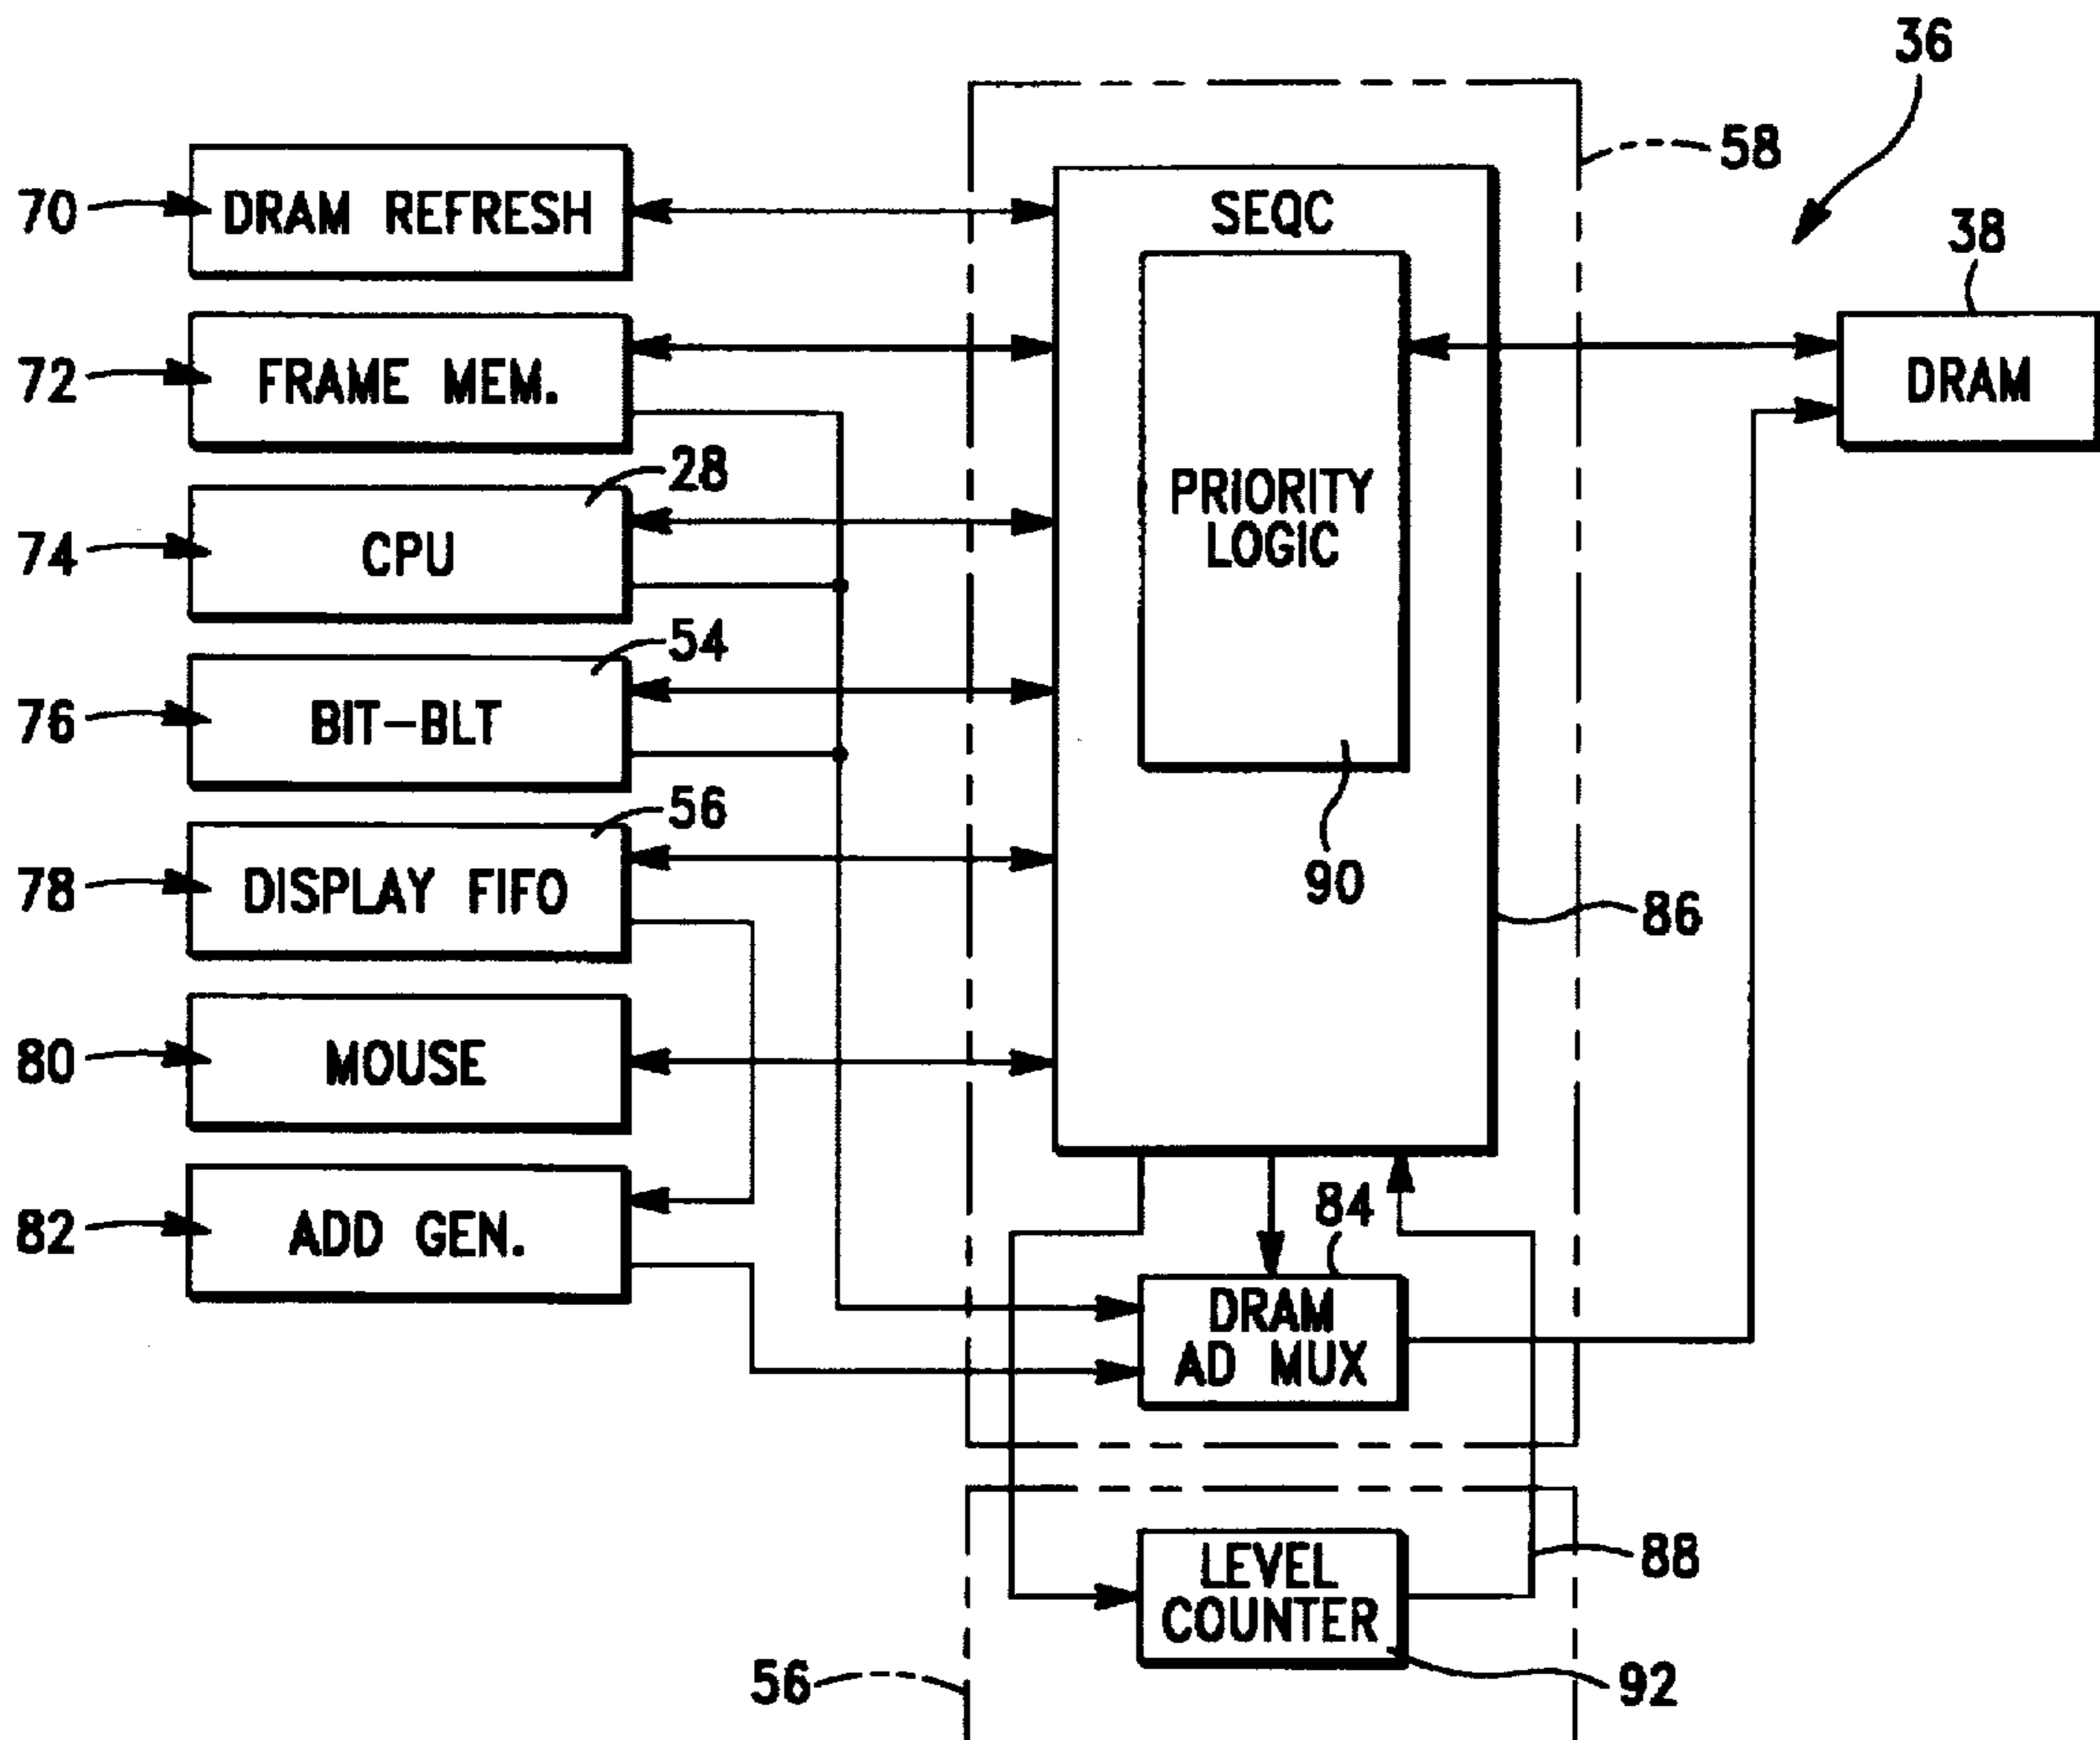 36
58
70
DRAM REFRESH
SEQC
38
72
FRAME MEM.
DRAM
28
74
CPU
PRIORITY
LOGIC
54
76
BIT-BLT
56
78
DISPLAY FIFO
90
86
80
MOUSE
84
82
ADD GEN.
DRAM
AD MUX
88
LEVEL
COUNTER
56
92